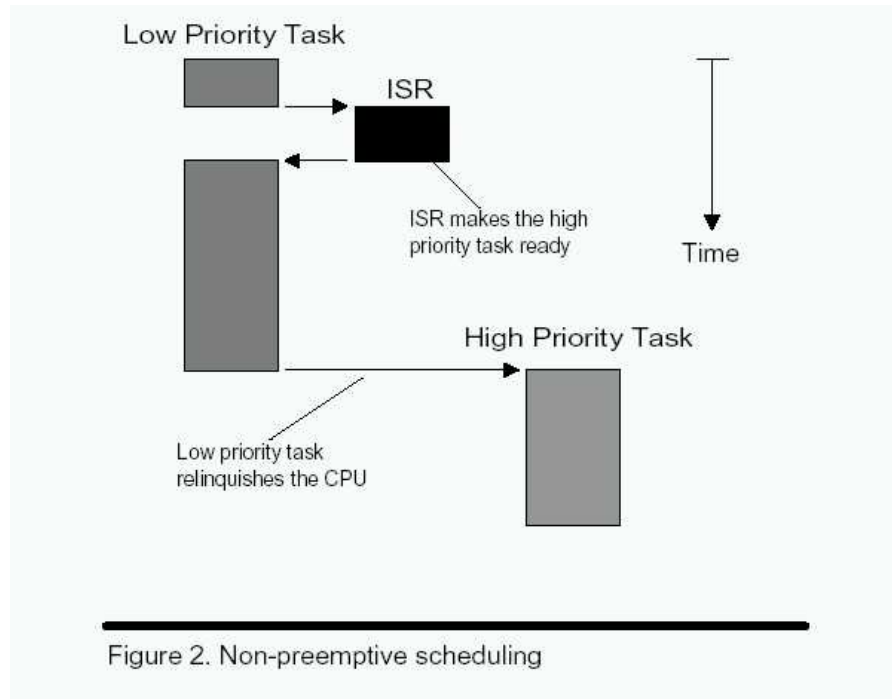 Low Priority Task
ISR
ISR makes the high
priority task ready
Time
High Priority Task
Low priority task
relinquishes the CPU
Figure 2. Non-preemptive scheduling